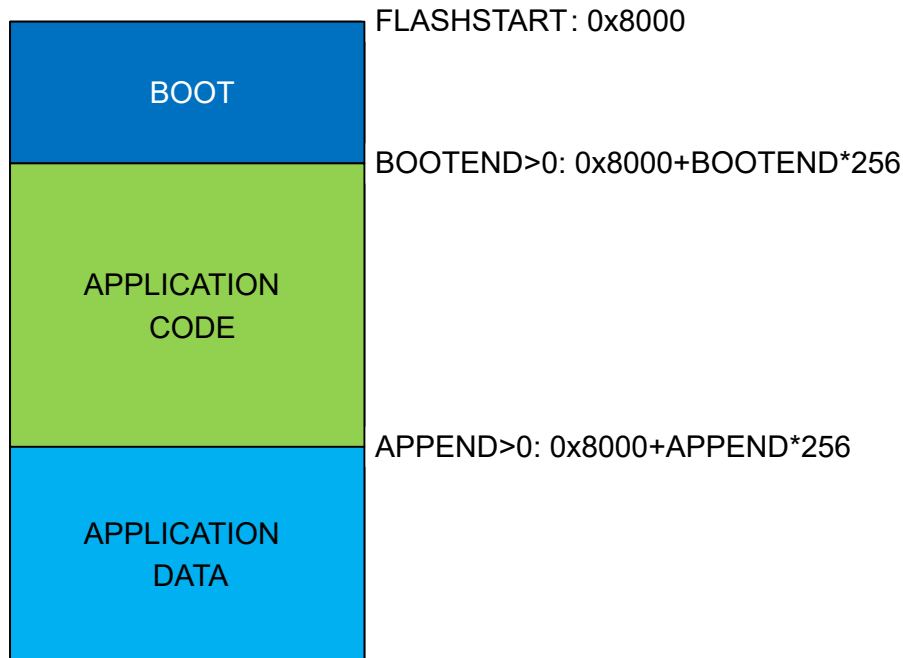 FLASHSTART: 0x8000
BOOT
BOOTEND>0: 0x8000+BOOTEND*256
APPLICATION
CODE
APPEND>0: 0x8000+APPEND*256
APPLICATION
DATA